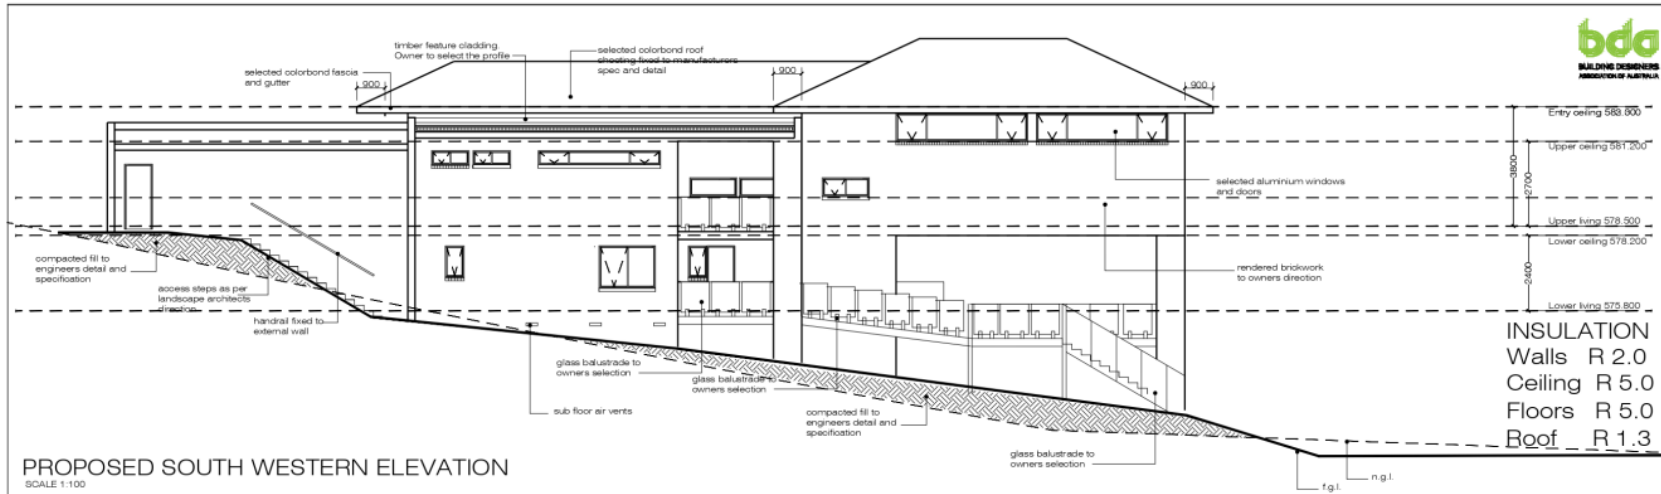 timber feature cladding.
Owner to select the profile
selected colorbond roof
sheeting fixed to manufacturers
spec and detail
selected colorbond fascia
and gutter
900
900
900
bda
BUILDING DESIGNERS
ASSOCIATION OF AUSTRALIA
Entry ceiling 583.000
Upper ceiling 581.200
3800
2700
selected aluminium windows
and doors
Upper living 578.500
Lower ceiling 578.200
compacted fill to
engineers detail and
specification
access steps as per
landscape architects
direction
handrail fixed to
external wall
rendered brickwork
to owners direction
2400
Lower living 575.800
glass balustrade to
owners selection
glass balustrade to
owners selection
sub floor air vents
compacted fill to
engineers detail and
specification
glass balustrade to
owners selection
INSULATION
Walls R 2.0
Ceiling R 5.0
Floors R 5.0
Roof R 1.3
n.g.l.
f.g.l.
PROPOSED SOUTH WESTERN ELEVATION
SCALE 1:100